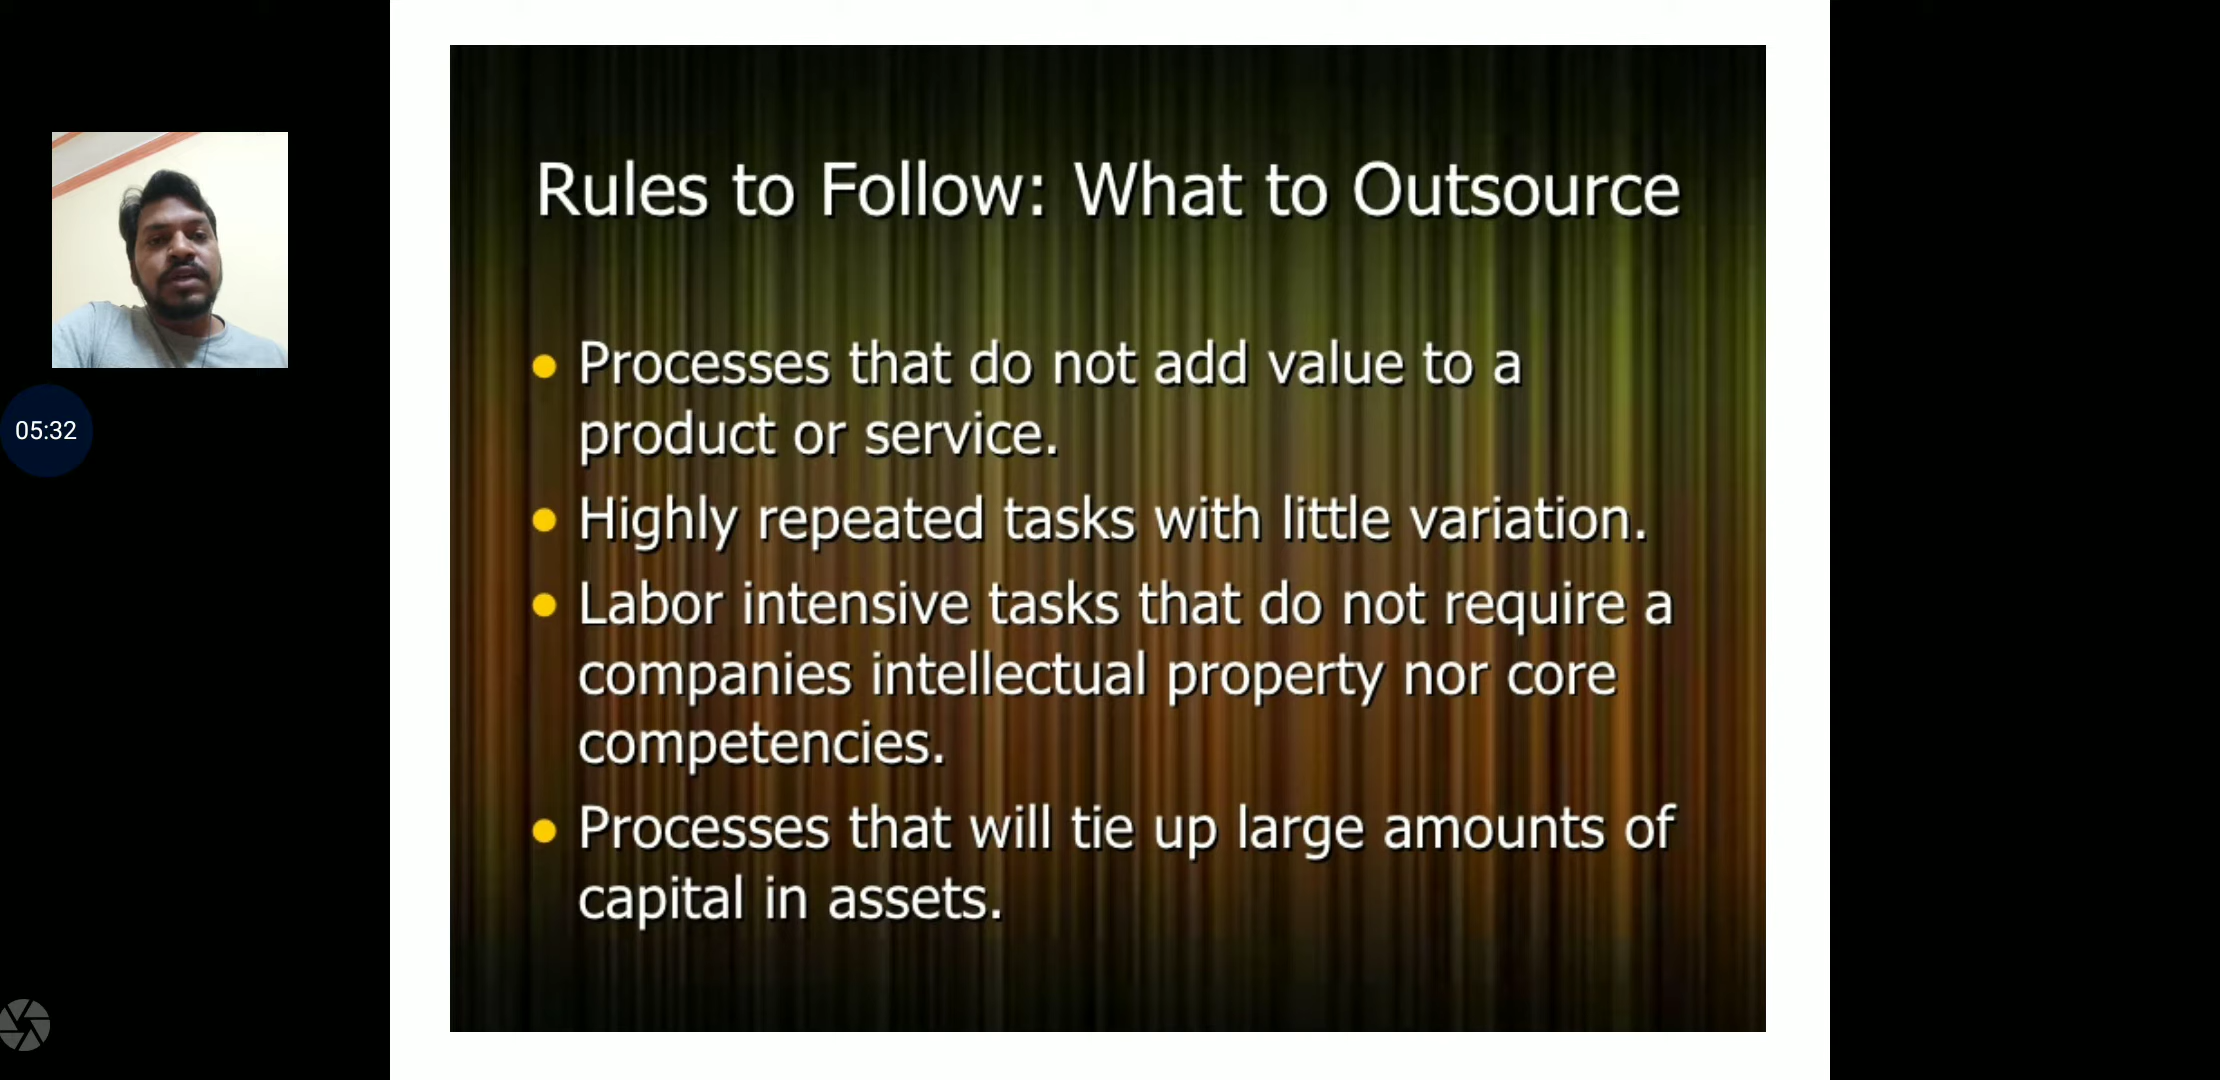 Rules to Follow: What to Outsource
Processes that do not add value to a
product or service.
Highly repeated tasks with little variation.
Labor intensive tasks that do not require a
companies intellectual property nor core
competencies.
Processes that will tie up large amounts of
capital in assets.
05:32